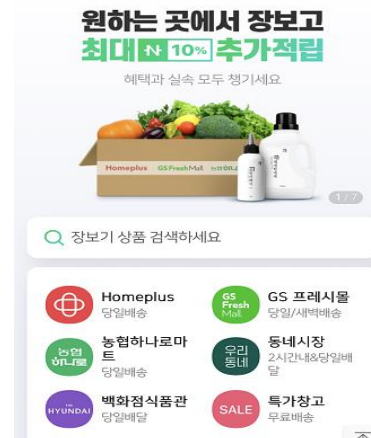 원하는 곳에서 장보고
최대 N 10% 추가적립
혜택과 실속 모두 챙기세요
Homeplus GS Fresh Mall
1 / 7
장보기 상품 검색하세요
Homeplus
당일배송
GS Fresh Mall
GS 프레시몰
당일/새벽배송
농협 하나로
농협하나로마
트
당일배송
우리 동네
동네시장
2시간내&당일배
달
THE HYUNDAI
백화점식품관
당일배달
SALE
특가창고
무료배송